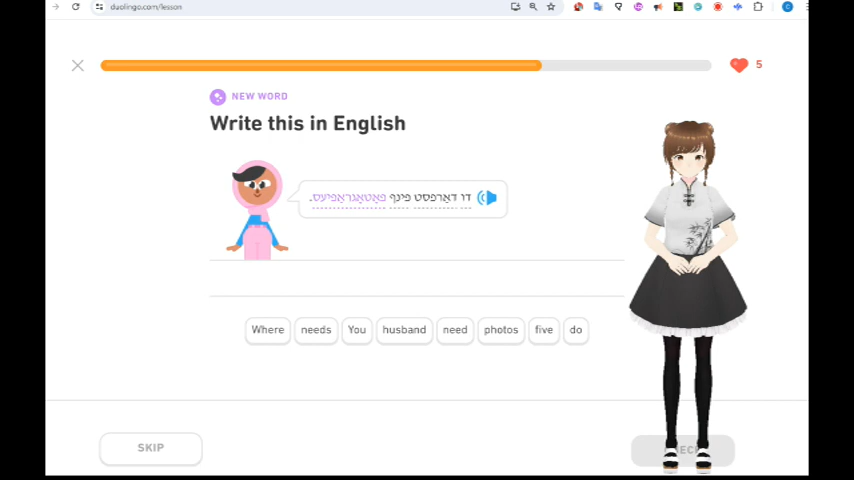 duolingo.com/lesson
5
NEW WORD
Write this in English
דו דאַרפֿסט פֿינף פֿאָטאָגראַפֿיעס.
Where needs You husband need photos five do
SKIP